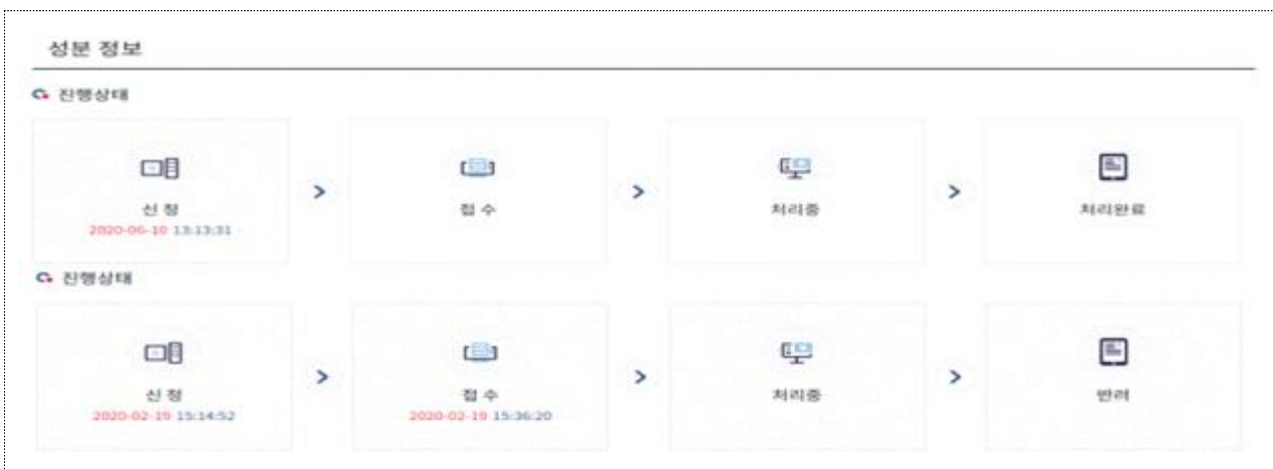 성분 정보
진행상태
신 청
2020-06-10 13:13:31
접 수
처리중
처리완료
진행상태
신 청
2020-02-19 15:14:52
접 수
2020-02-19 15:36:20
처리중
반려